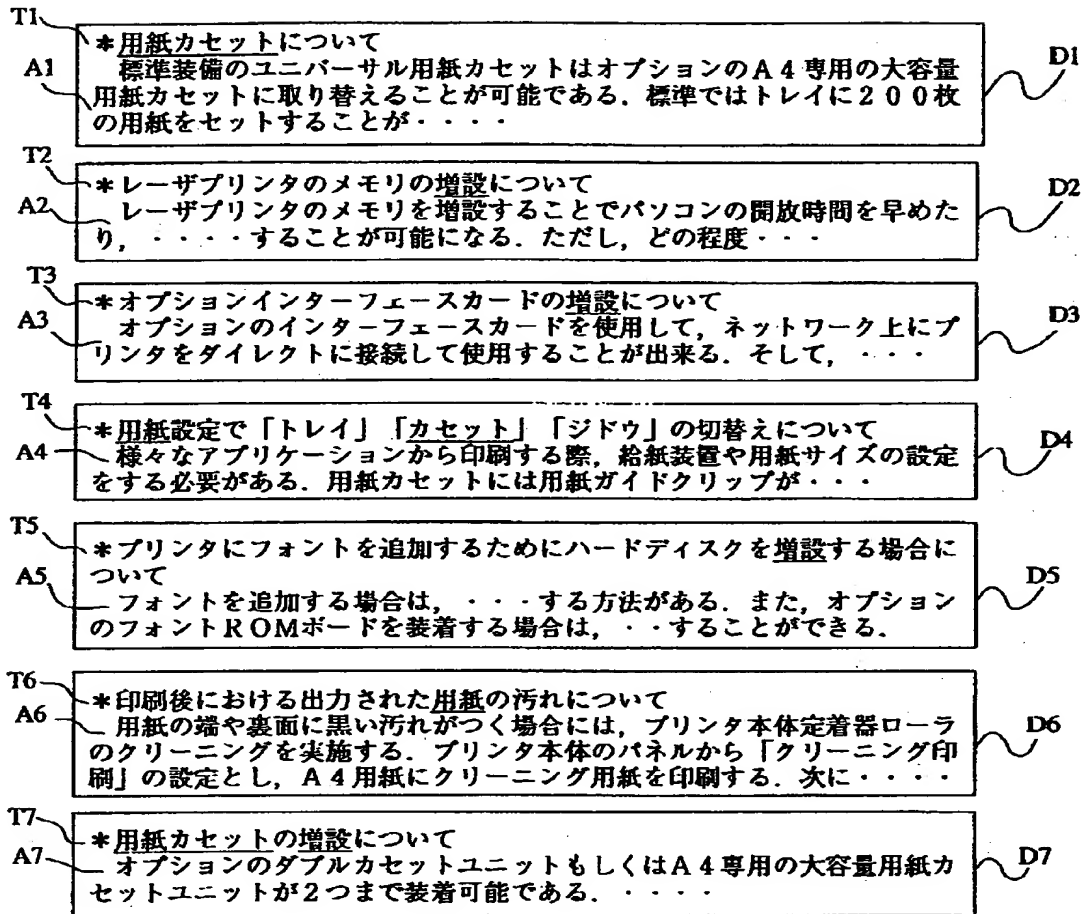 T1
＊用紙カセットについて
A1
D1
標準装備のユニバーサル用紙カセットはオプションのＡ４専用の大容量
用紙カセットに取り替えることが可能である．標準ではトレイに２００枚
の用紙をセットすることが・・・・
T2
＊レーザプリンタのメモリの増設について
A2
D2
レーザプリンタのメモリを増設することでパソコンの開放時間を早めた
り，・・・・することが可能になる．ただし，どの程度・・・
T3
＊オプションインターフェースカードの増設について
A3
D3
オプションのインターフェースカードを使用して，ネットワーク上にプ
リンタをダイレクトに接続して使用することが出来る．そして，・・・
T4
＊用紙設定で「トレイ」「カセット」「ジドウ」の切替えについて
A4
D4
様々なアプリケーションから印刷する際，給紙装置や用紙サイズの設定
をする必要がある．用紙カセットには用紙ガイドクリップが・・・
T5
＊プリンタにフォントを追加するためにハードディスクを増設する場合に
ついて
A5
D5
フォントを追加する場合は，・・・する方法がある．また，オプション
のフォントＲＯＭボードを装着する場合は，・・することができる．
T6
＊印刷後における出力された用紙の汚れについて
A6
D6
用紙の端や裏面に黒い汚れがつく場合には，プリンタ本体定着器ローラ
のクリーニングを実施する．プリンタ本体のパネルから「クリーニング印
刷」の設定とし，Ａ４用紙にクリーニング用紙を印刷する．次に・・・・
T7
＊用紙カセットの増設について
A7
D7
オプションのダブルカセットユニットもしくはＡ４専用の大容量用紙カ
セットユニットが２つまで装着可能である．・・・・